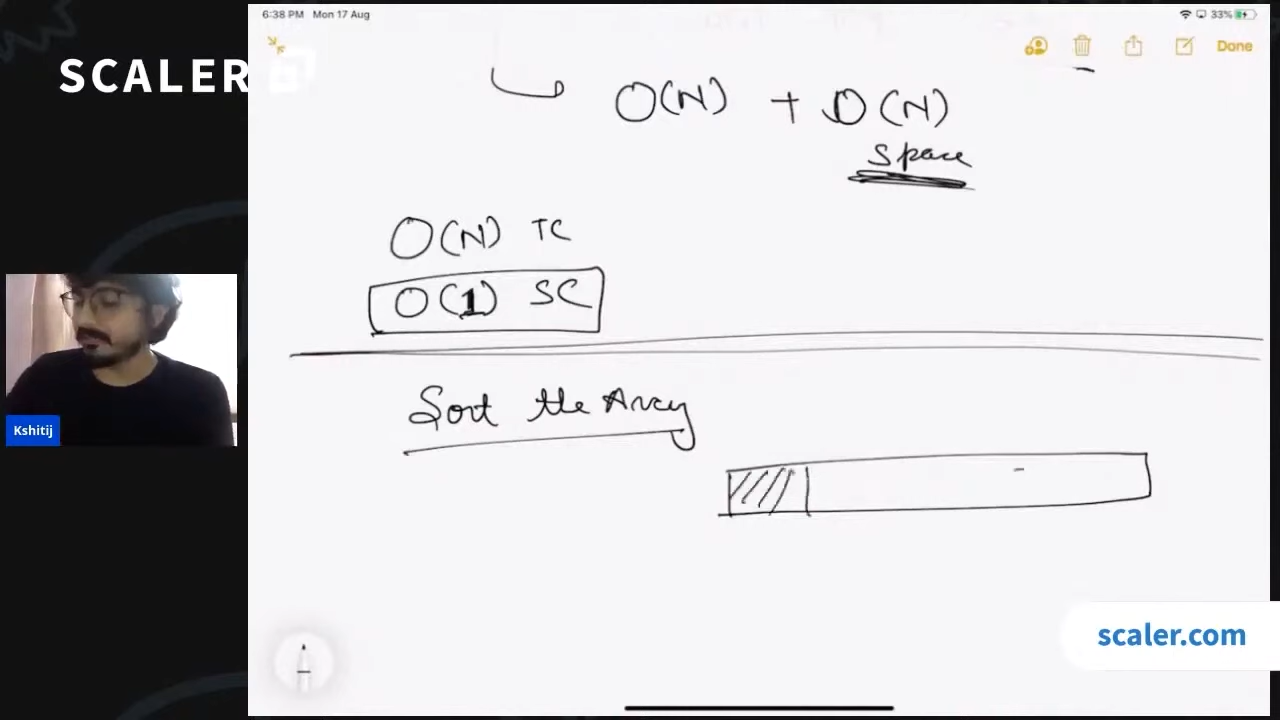 6:38 PM Mon 17 Aug
33%
Done
SCALER
O(N) + O(N)
Space
O(N) TC
O(1) SC
Sort the Array
Kshitij
scaler.com